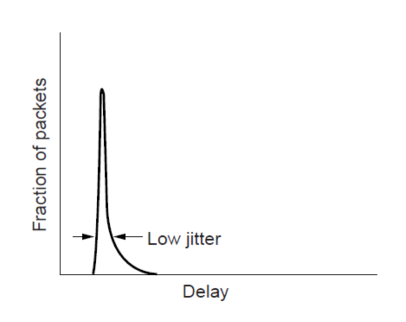 Fraction of packets
Low jitter
Delay